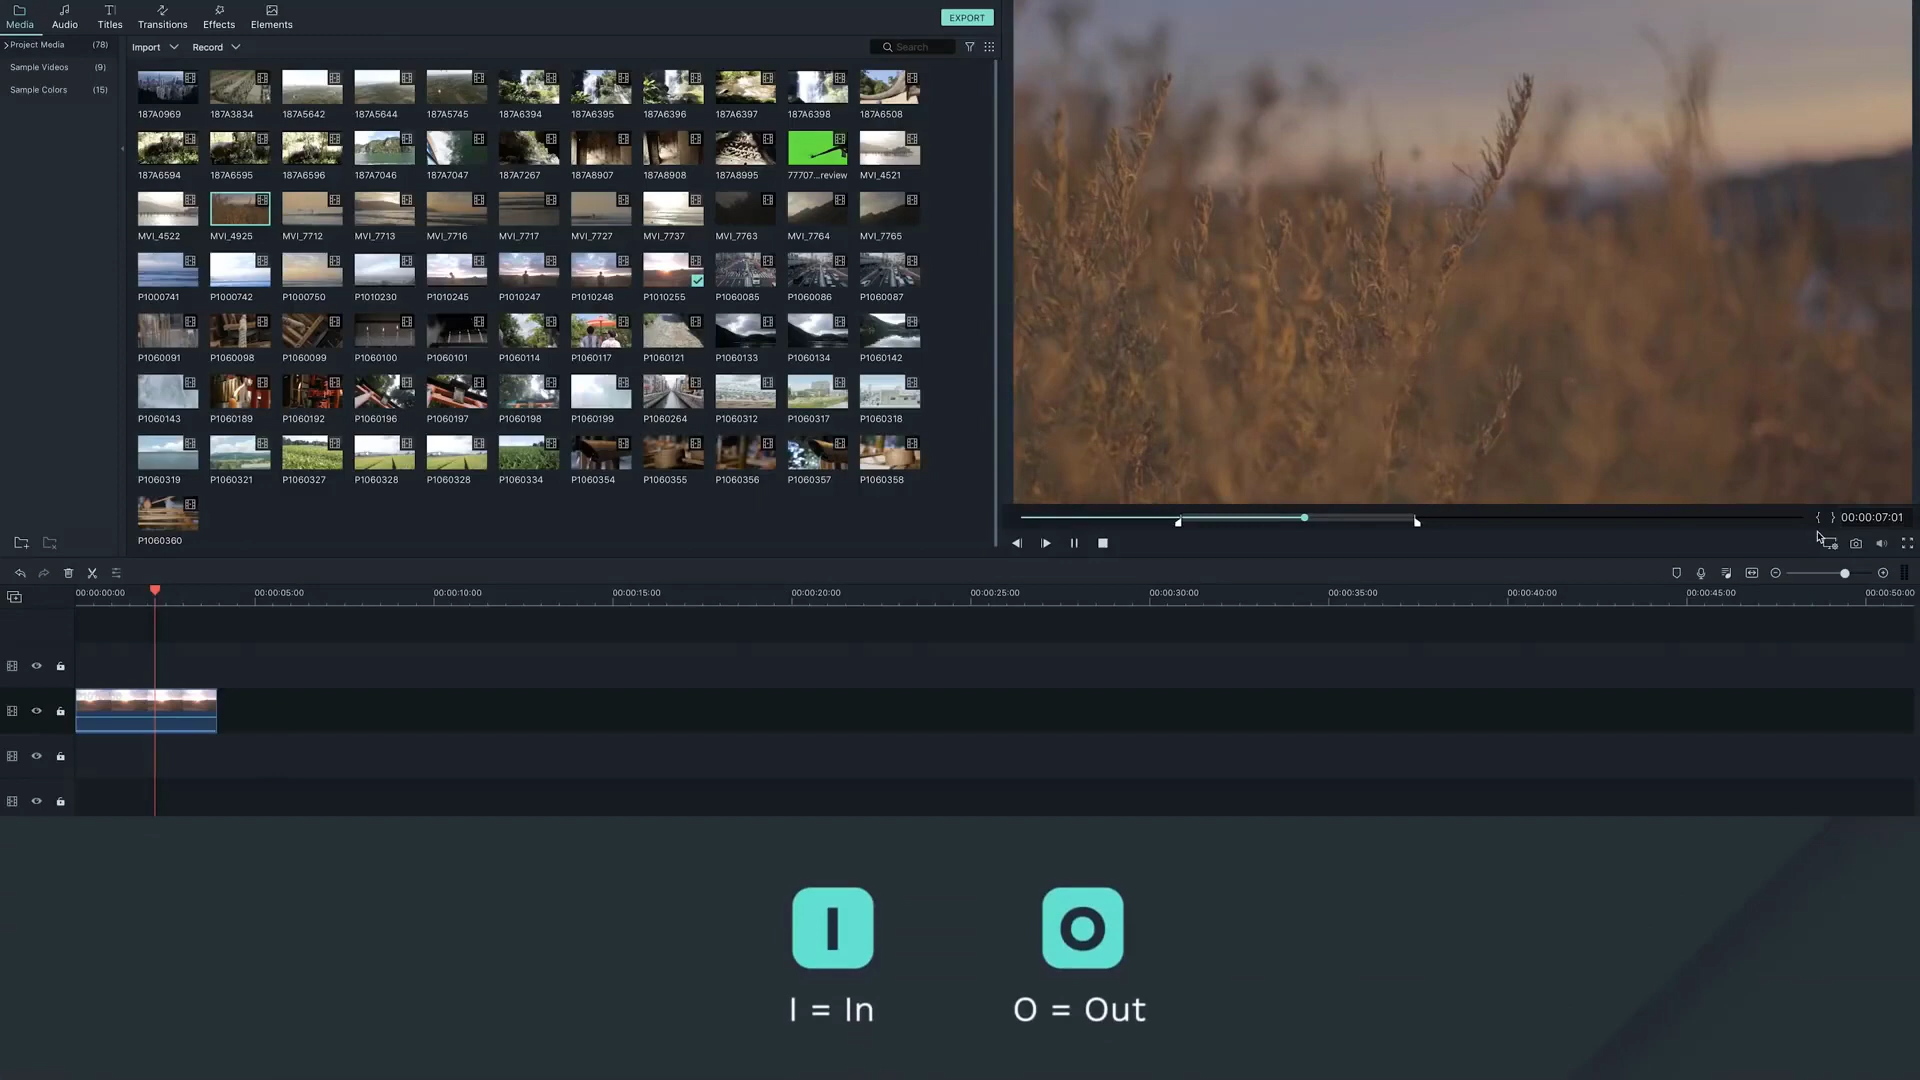 Media Audio Titles Transitions Effects Elements EXPORT
Project Media (78) Import Record Search
Sample Videos (9)
Sample Colors (15)
187A0969 187A3834 187A5642 187A5644 187A5745 187A6394 187A6395 187A6396 187A6397 187A6398 187A6508
187A6594 187A6595 187A6596 187A7046 187A7047 187A7267 187A8907 187A8908 187A8995 77707...review MVI_4521
MVI_4522 MVI_4925 MVI_7712 MVI_7713 MVI_7716 MVI_7717 MVI_7727 MVI_7737 MVI_7763 MVI_7764 MVI_7765
P1000741 P1000742 P1000750 P1010230 P1010245 P1010247 P1010248 P1010255 P1060085 P1060086 P1060087
P1060091 P1060098 P1060099 P1060100 P1060101 P1060114 P1060117 P1060121 P1060133 P1060134 P1060142
P1060143 P1060189 P1060192 P1060196 P1060197 P1060198 P1060199 P1060264 P1060312 P1060317 P1060318
P1060319 P1060321 P1060327 P1060328 P1060328 P1060334 P1060354 P1060355 P1060356 P1060357 P1060358
P1060360
{ } 00:00:07:01
00:00:00:00 00:00:05:00 00:00:10:00 00:00:15:00 00:00:20:00 00:00:25:00 00:00:30:00 00:00:35:00 00:00:40:00 00:00:45:00 00:00:50:00
I O
I = In O = Out